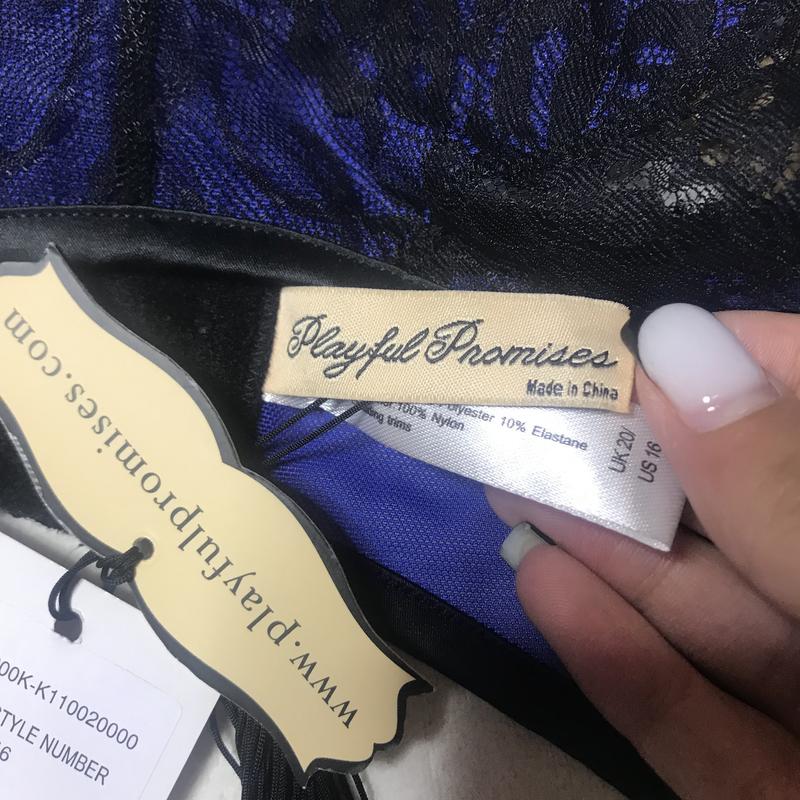 Playful Promises
Made in China
100% Nylon
10% Elastane
trims
UK 20/
US 16
www.playfulpromises.com
00K-K110020000
STYLE NUMBER